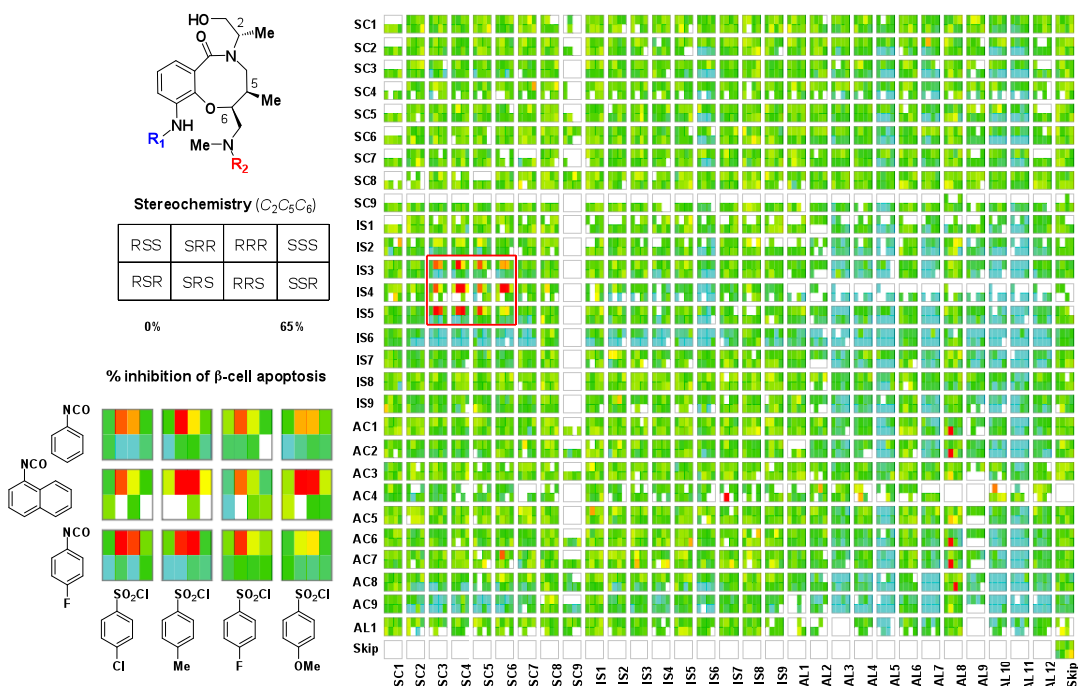 HO
2
Me
O
N
5
O
Me
6
NH
R1
Me
N
R2
Stereochemistry (C2C5C6)
RSS SRR RRR SSS
RSR SRS RRS SSR
0% 65%
% inhibition of β-cell apoptosis
NCO
NCO
NCO
F
SO2Cl SO2Cl SO2Cl SO2Cl
Cl Me F OMe
SC1
SC2
SC3
SC4
SC5
SC6
SC7
SC8
SC9
IS1
IS2
IS3
IS4
IS5
IS6
IS7
IS8
IS9
AC1
AC2
AC3
AC4
AC5
AC6
AC7
AC8
AC9
AL1
Skip
SC1 SC2 SC3 SC4 SC5 SC6 SC7 SC8 SC9 IS1 IS2 IS3 IS4 IS5 IS6 IS7 IS8 IS9 AL1 AL2 AL3 AL4 AL5 AL6 AL7 AL8 AL9 AL10 AL11 AL12 Skip